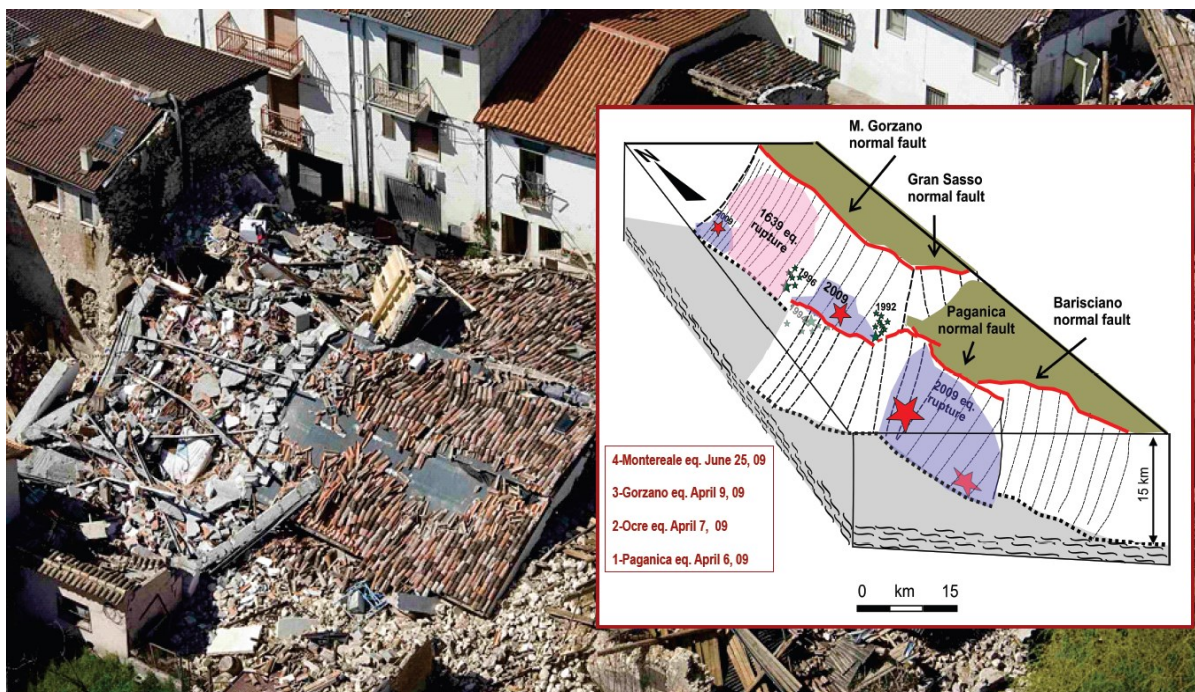 M. Gorzano
normal fault
Gran Sasso
normal fault
N
2009
1639 eq.
rupture
1996
2009
1992
1994
Paganica
normal fault
Barisciano
normal fault
2009 eq.
rupture
4-Montereale eq. June 25, 09
3-Gorzano eq. April 9, 09
2-Ocre eq. April 7, 09
1-Paganica eq. April 6, 09
15 km
0 km 15